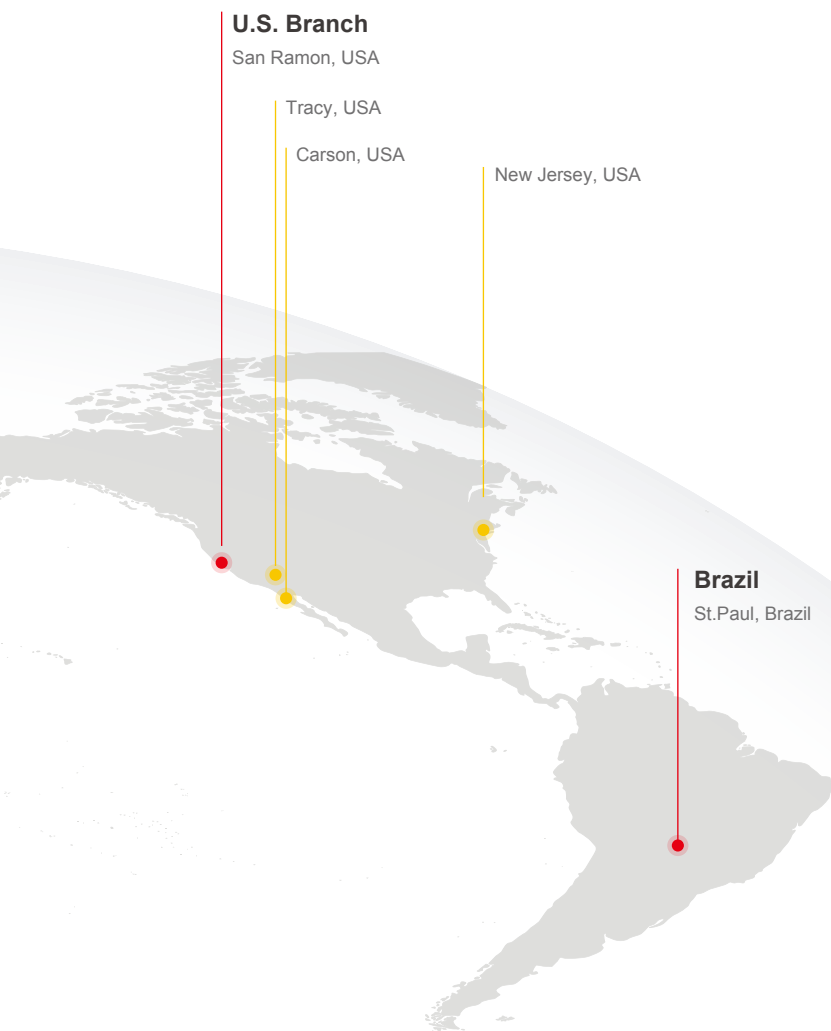 U.S. Branch
San Ramon, USA
Tracy, USA
Carson, USA
New Jersey, USA
Brazil
St.Paul, Brazil